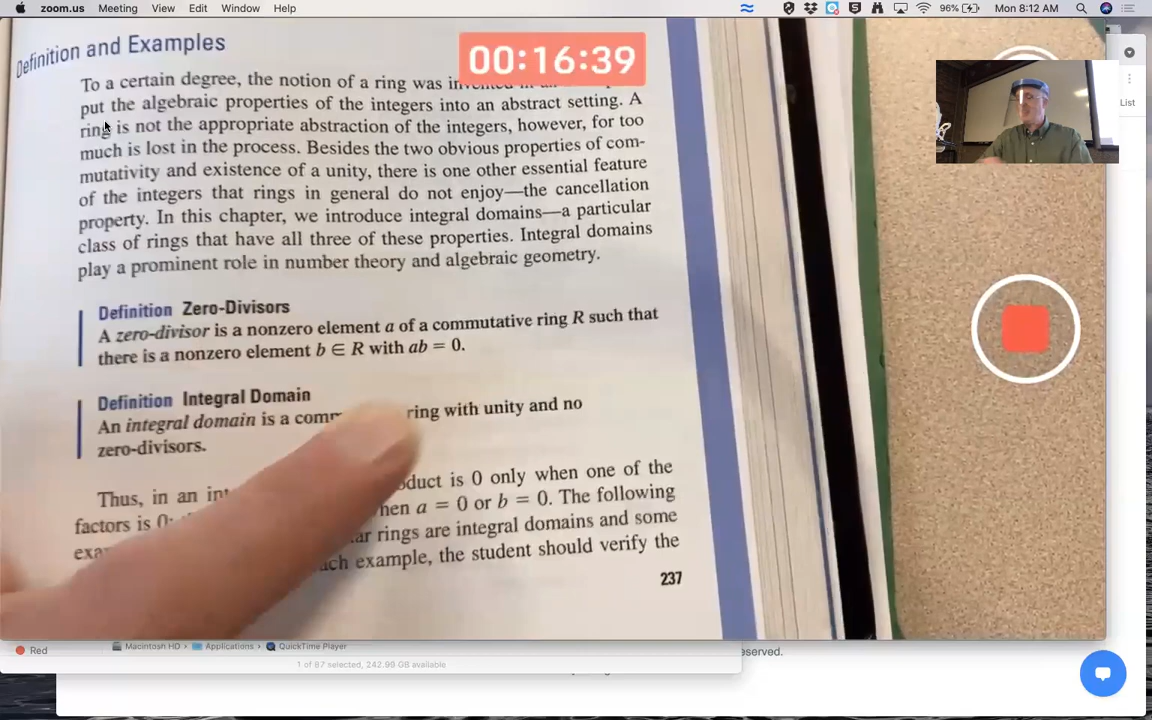 zoom.us Meeting View Edit Window Help
96% Mon 8:12 AM
Definition and Examples
00:16:39
To a certain degree, the notion of a ring was
put the algebraic properties of the integers into an abstract setting. A
ring is not the appropriate abstraction of the integers, however, for too
much is lost in the process. Besides the two obvious properties of com-
mutativity and existence of a unity, there is one other essential feature
of the integers that rings in general do not enjoy—the cancellation
property. In this chapter, we introduce integral domains—a particular
class of rings that have all three of these properties. Integral domains
play a prominent role in number theory and algebraic geometry.
Definition Zero-Divisors
A zero-divisor is a nonzero element a of a commutative ring R such that
there is a nonzero element b ∈ R with ab = 0.
Definition Integral Domain
An integral domain is a ring with unity and no
zero-divisors.
Thus, in an is 0 only when one of the
factors is 0; a = 0 or b = 0. The following
rings are integral domains and some
example, the student should verify the
237
List
Red
Macintosh HD › Applications › QuickTime Player
1 of 87 selected, 242.99 GB available